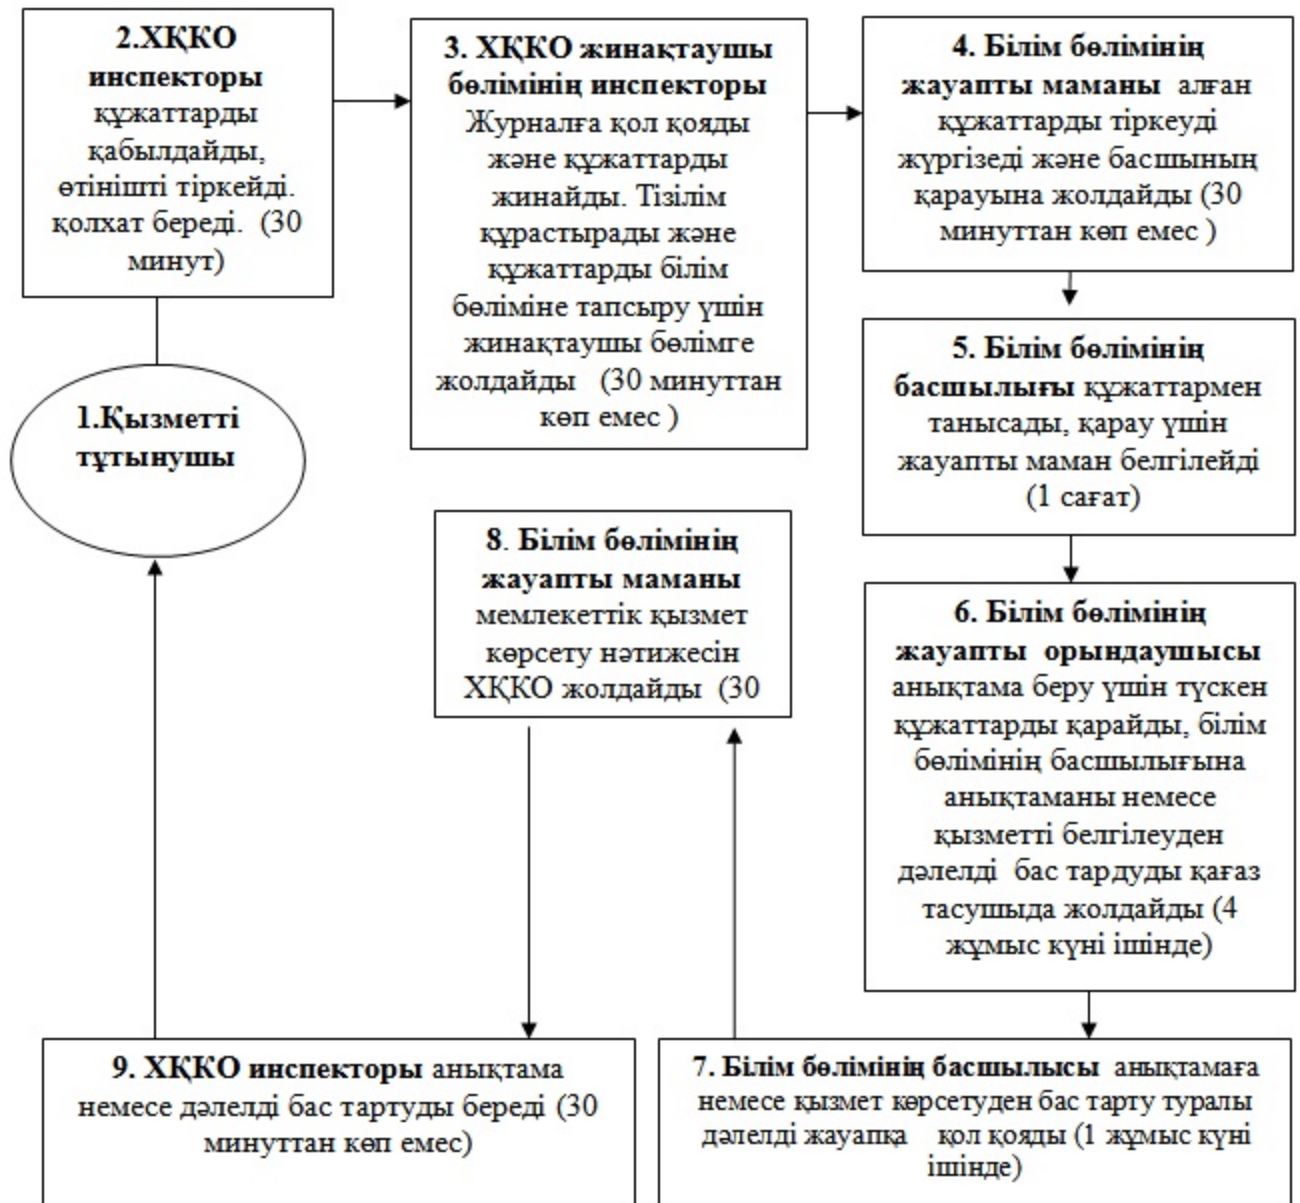 2.ХҚКО
инспекторы
құжаттарды
қабылдайды,
өтінішті тіркейді.
қолхат береді. (30
минут)
3. ХҚКО жинақтаушы
бөлімінің инспекторы
Журналға қол қояды
және құжаттарды
жинайды. Тізілім
құрастырады және
құжаттарды білім
бөліміне тапсыру үшін
жинақтаушы бөлімге
жолдайды (30 минуттан
көп емес )
4. Білім бөлімінің
жауапты маманы алған
құжаттарды тіркеуді
жүргізеді және басшының
қарауына жолдайды (30
минуттан көп емес )
1.Қызметті
тұтынушы
5. Білім бөлімінің
басшылығы құжаттармен
танысады, қарау үшін
жауапты маман белгілейді
(1 сағат)
8. Білім бөлімінің
жауапты маманы
мемлекеттік қызмет
көрсету нәтижесін
ХҚКО жолдайды (30
6. Білім бөлімінің
жауапты орындаушысы
анықтама беру үшін түскен
құжаттарды қарайды, білім
бөлімінің басшылығына
анықтаманы немесе
қызметті белгілеуден
дәлелді бас тардуды қағаз
тасушыда жолдайды (4
жұмыс күні ішінде)
9. ХҚКО инспекторы анықтама
немесе дәлелді бас тартуды береді (30
минуттан көп емес)
7. Білім бөлімінің басшылысы анықтамаға
немесе қызмет көрсетуден бас тарту туралы
дәлелді жауапқа қол қояды (1 жұмыс күні
ішінде)